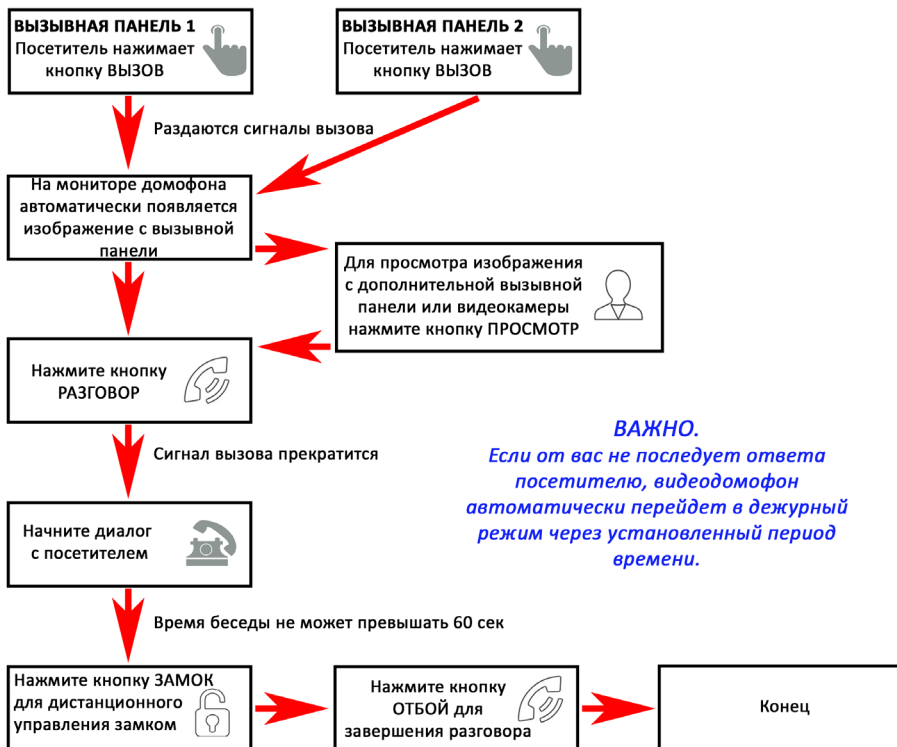 ВЫЗЫВНАЯ ПАНЕЛЬ 1
Посетитель нажимает
кнопку ВЫЗОВ
ВЫЗЫВНАЯ ПАНЕЛЬ 2
Посетитель нажимает
кнопку ВЫЗОВ
Раздаются сигналы вызова
На мониторе домофона
автоматически появляется
изображение с вызывной
панели
Для просмотра изображения
с дополнительной вызывной
панели или видеокамеры
нажмите кнопку ПРОСМОТР
Нажмите кнопку
РАЗГОВОР
Сигнал вызова прекратится
ВАЖНО.
Если от вас не последует ответа
посетителю, видеодомофон
автоматически перейдет в дежурный
режим через установленный период
времени.
Начните диалог
с посетителем
Время беседы не может превышать 60 сек
Нажмите кнопку ЗАМОК
для дистанционного
управления замком
Нажмите кнопку
ОТБОЙ для
завершения разговора
Конец